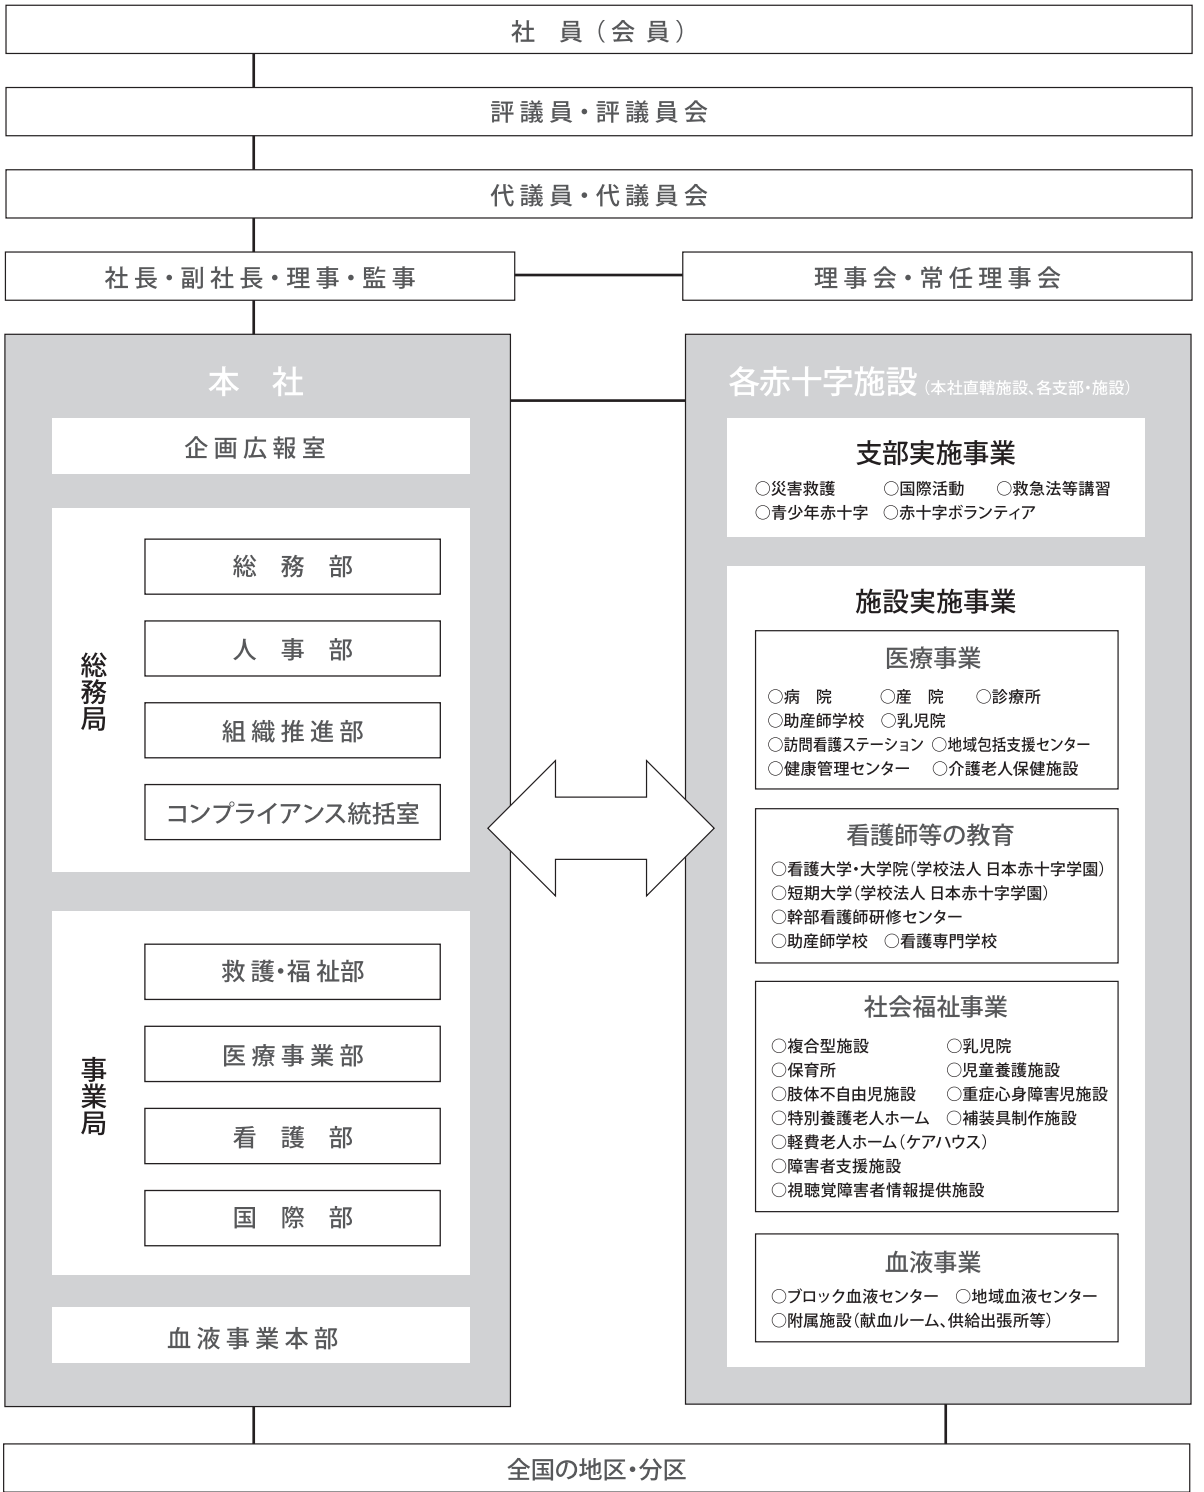 社　員（会 員）
評議員・評議員会
代議員・代議員会
社長・副社長・理事・監事
理事会・常任理事会
本　社
企画広報室
総務局
総　務　部
人　事　部
組織推進部
コンプライアンス統括室
事業局
救護・福祉部
医療事業部
看　護　部
国　際　部
血液事業本部
各赤十字施設（本社直轄施設、各支部・施設）
支部実施事業
○災害救護　○国際活動　○救急法等講習
○青少年赤十字　○赤十字ボランティア
施設実施事業
医療事業
○病　院　○産　院　○診療所
○助産師学校　○乳児院
○訪問看護ステーション　○地域包括支援センター
○健康管理センター　○介護老人保健施設
看護師等の教育
○看護大学・大学院（学校法人 日本赤十字学園）
○短期大学（学校法人 日本赤十字学園）
○幹部看護師研修センター
○助産師学校　○看護専門学校
社会福祉事業
○複合型施設　○乳児院
○保育所　○児童養護施設
○肢体不自由児施設　○重症心身障害児施設
○特別養護老人ホーム　○補装具制作施設
○軽費老人ホーム（ケアハウス）
○障害者支援施設
○視聴覚障害者情報提供施設
血液事業
○ブロック血液センター　○地域血液センター
○附属施設（献血ルーム、供給出張所等）
全国の地区・分区